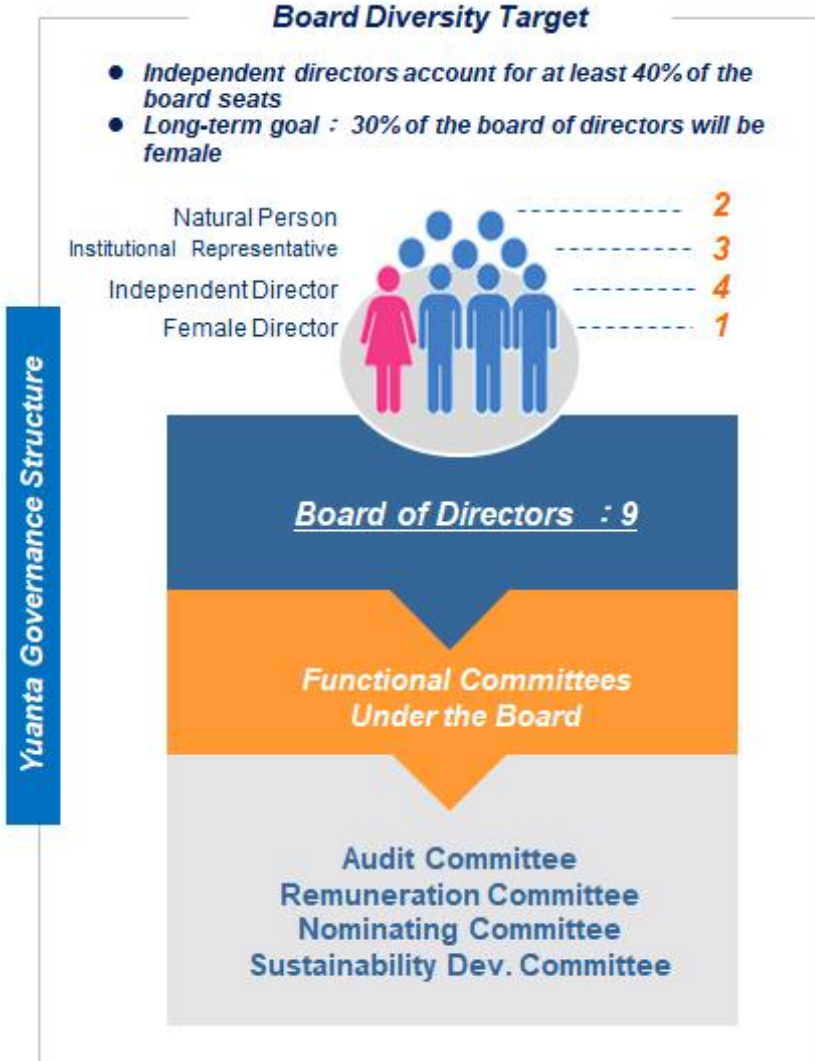 Board Diversity Target
● Independent directors account for at least 40% of the
board seats
● Long-term goal： 30% of the board of directors will be
female
Natural Person 2
Institutional Representative 3
Independent Director 4
Female Director 1
Yuanta Governance Structure
Board of Directors ：9
Functional Committees
Under the Board
Audit Committee
Remuneration Committee
Nominating Committee
Sustainability Dev. Committee